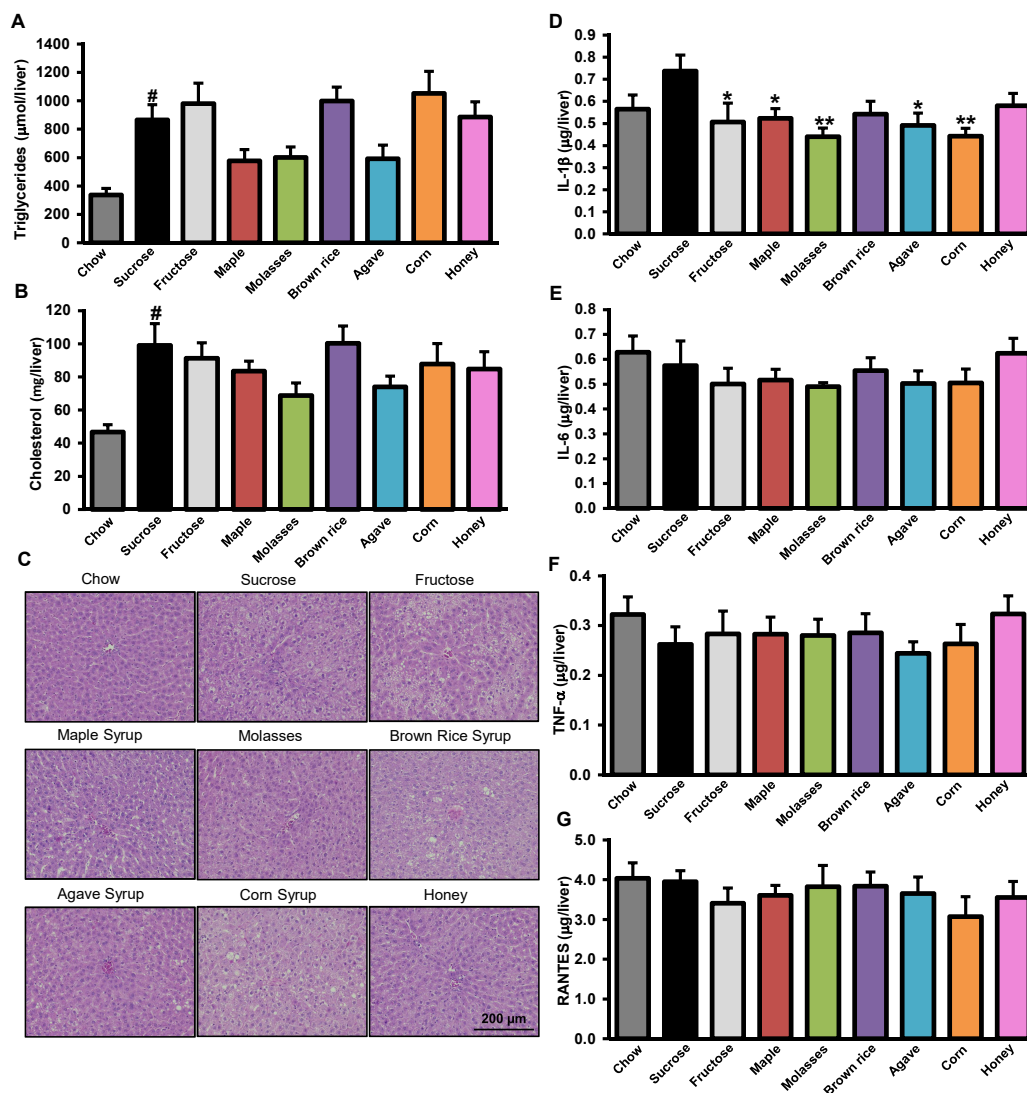 A
Triglycerides (µmol/liver)
1400
1200
1000
800
600
400
200
0
#
Chow
Sucrose
Fructose
Maple
Molasses
Brown rice
Agave
Corn
Honey
B
Cholesterol (mg/liver)
120
100
80
60
40
20
0
#
Chow
Sucrose
Fructose
Maple
Molasses
Brown rice
Agave
Corn
Honey
C
Chow
Sucrose
Fructose
Maple Syrup
Molasses
Brown Rice Syrup
Agave Syrup
Corn Syrup
Honey
200 µm
D
IL-1β (µg/liver)
0.9
0.8
0.7
0.6
0.5
0.4
0.3
0.2
0.1
0.0
*
*
**
*
**
Chow
Sucrose
Fructose
Maple
Molasses
Brown rice
Agave
Corn
Honey
E
IL-6 (µg/liver)
0.8
0.7
0.6
0.5
0.4
0.3
0.2
0.1
0.0
Chow
Sucrose
Fructose
Maple
Molasses
Brown rice
Agave
Corn
Honey
F
TNF-α (µg/liver)
0.4
0.3
0.2
0.1
0.0
Chow
Sucrose
Fructose
Maple
Molasses
Brown rice
Agave
Corn
Honey
G
RANTES (µg/liver)
5.0
4.0
3.0
2.0
1.0
0.0
Chow
Sucrose
Fructose
Maple
Molasses
Brown rice
Agave
Corn
Honey